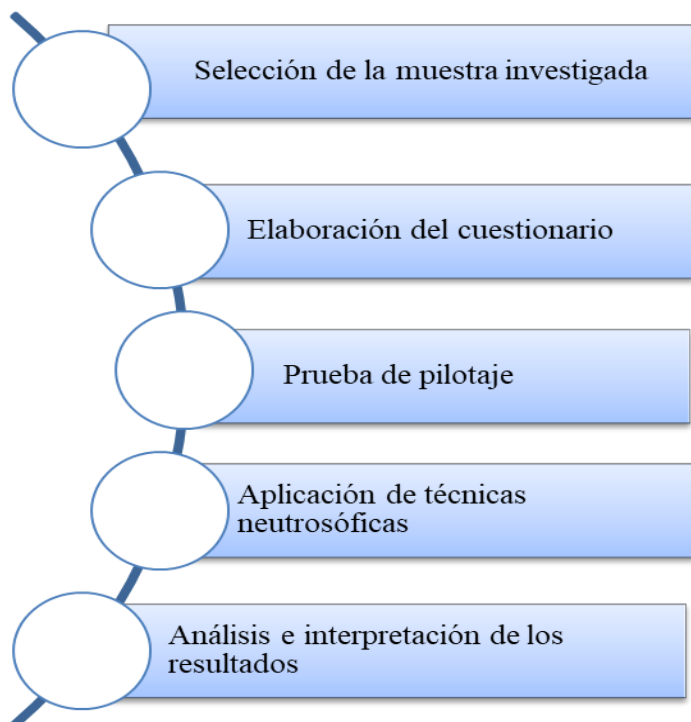 Selección de la muestra investigada
Elaboración del cuestionario
Prueba de pilotaje
Aplicación de técnicas
neutrosóficas
Análisis e interpretación de los
resultados